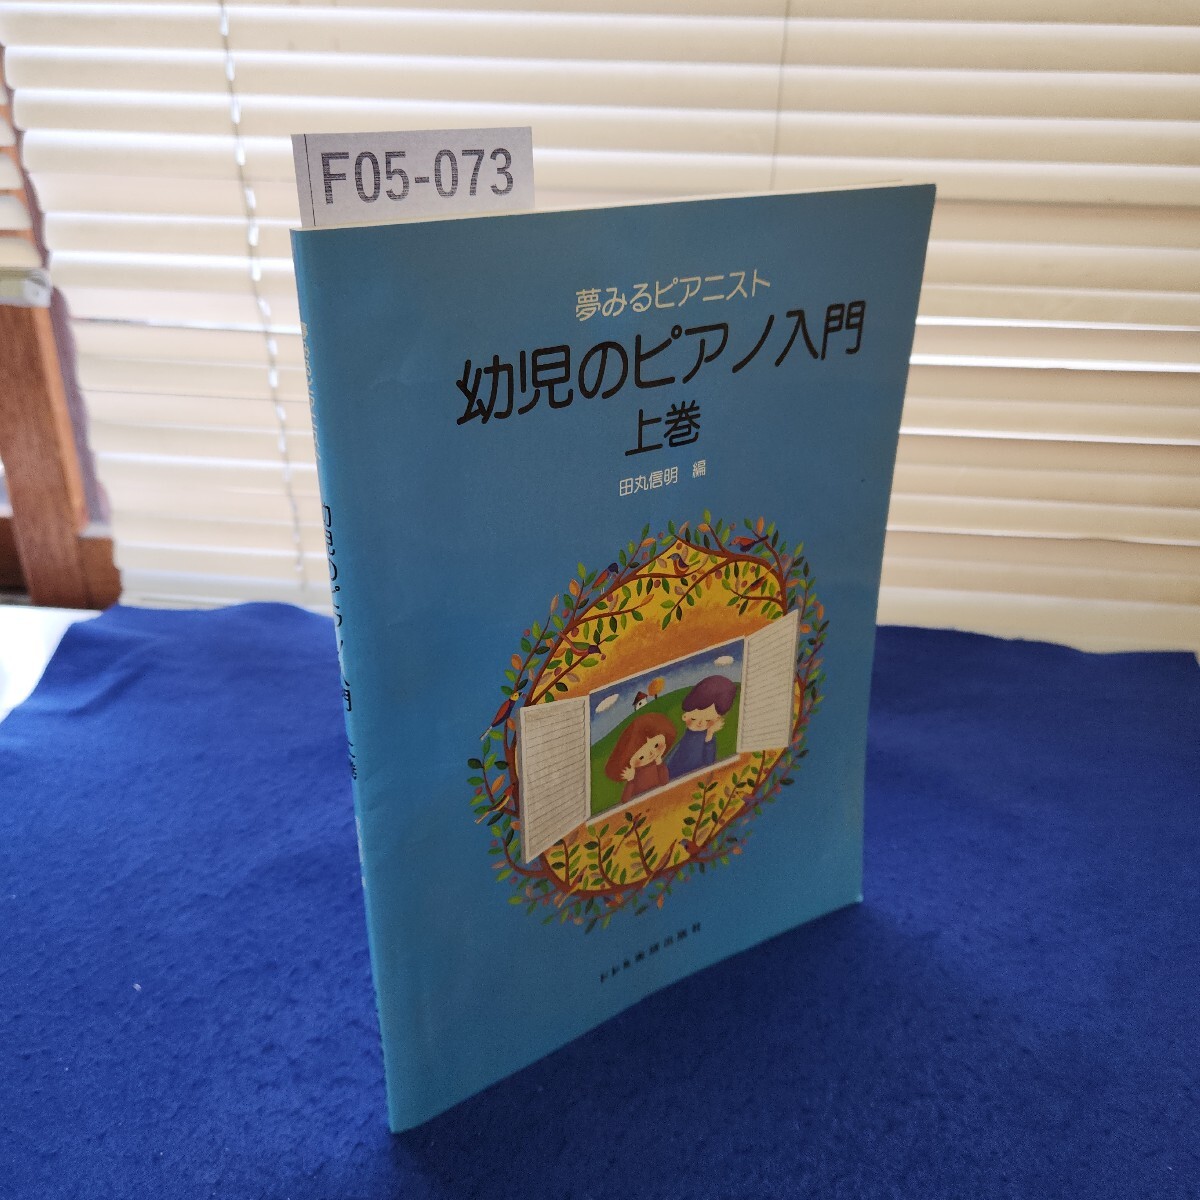 F05-073
夢みるピアニスト
幼児のピアノ入門
上巻
田丸信明 編